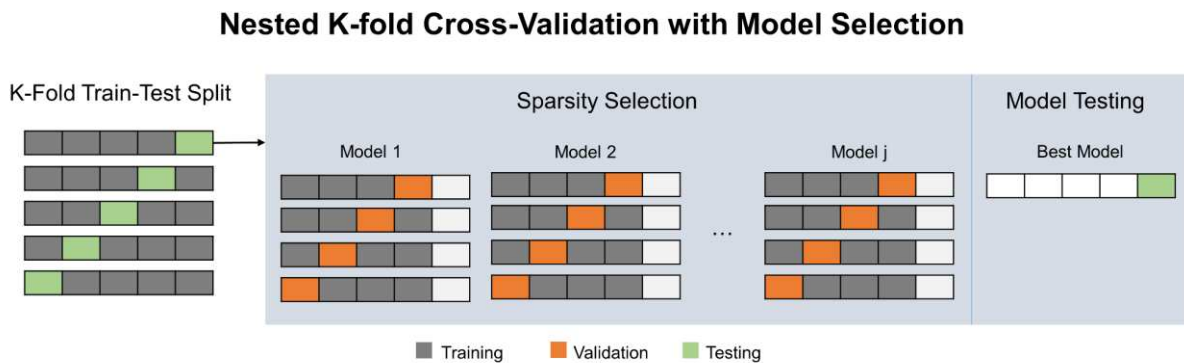 Nested K-fold Cross-Validation with Model Selection
K-Fold Train-Test Split
Sparsity Selection
Model Testing
Model 1
Model 2
Model j
Best Model
...
Training
Validation
Testing